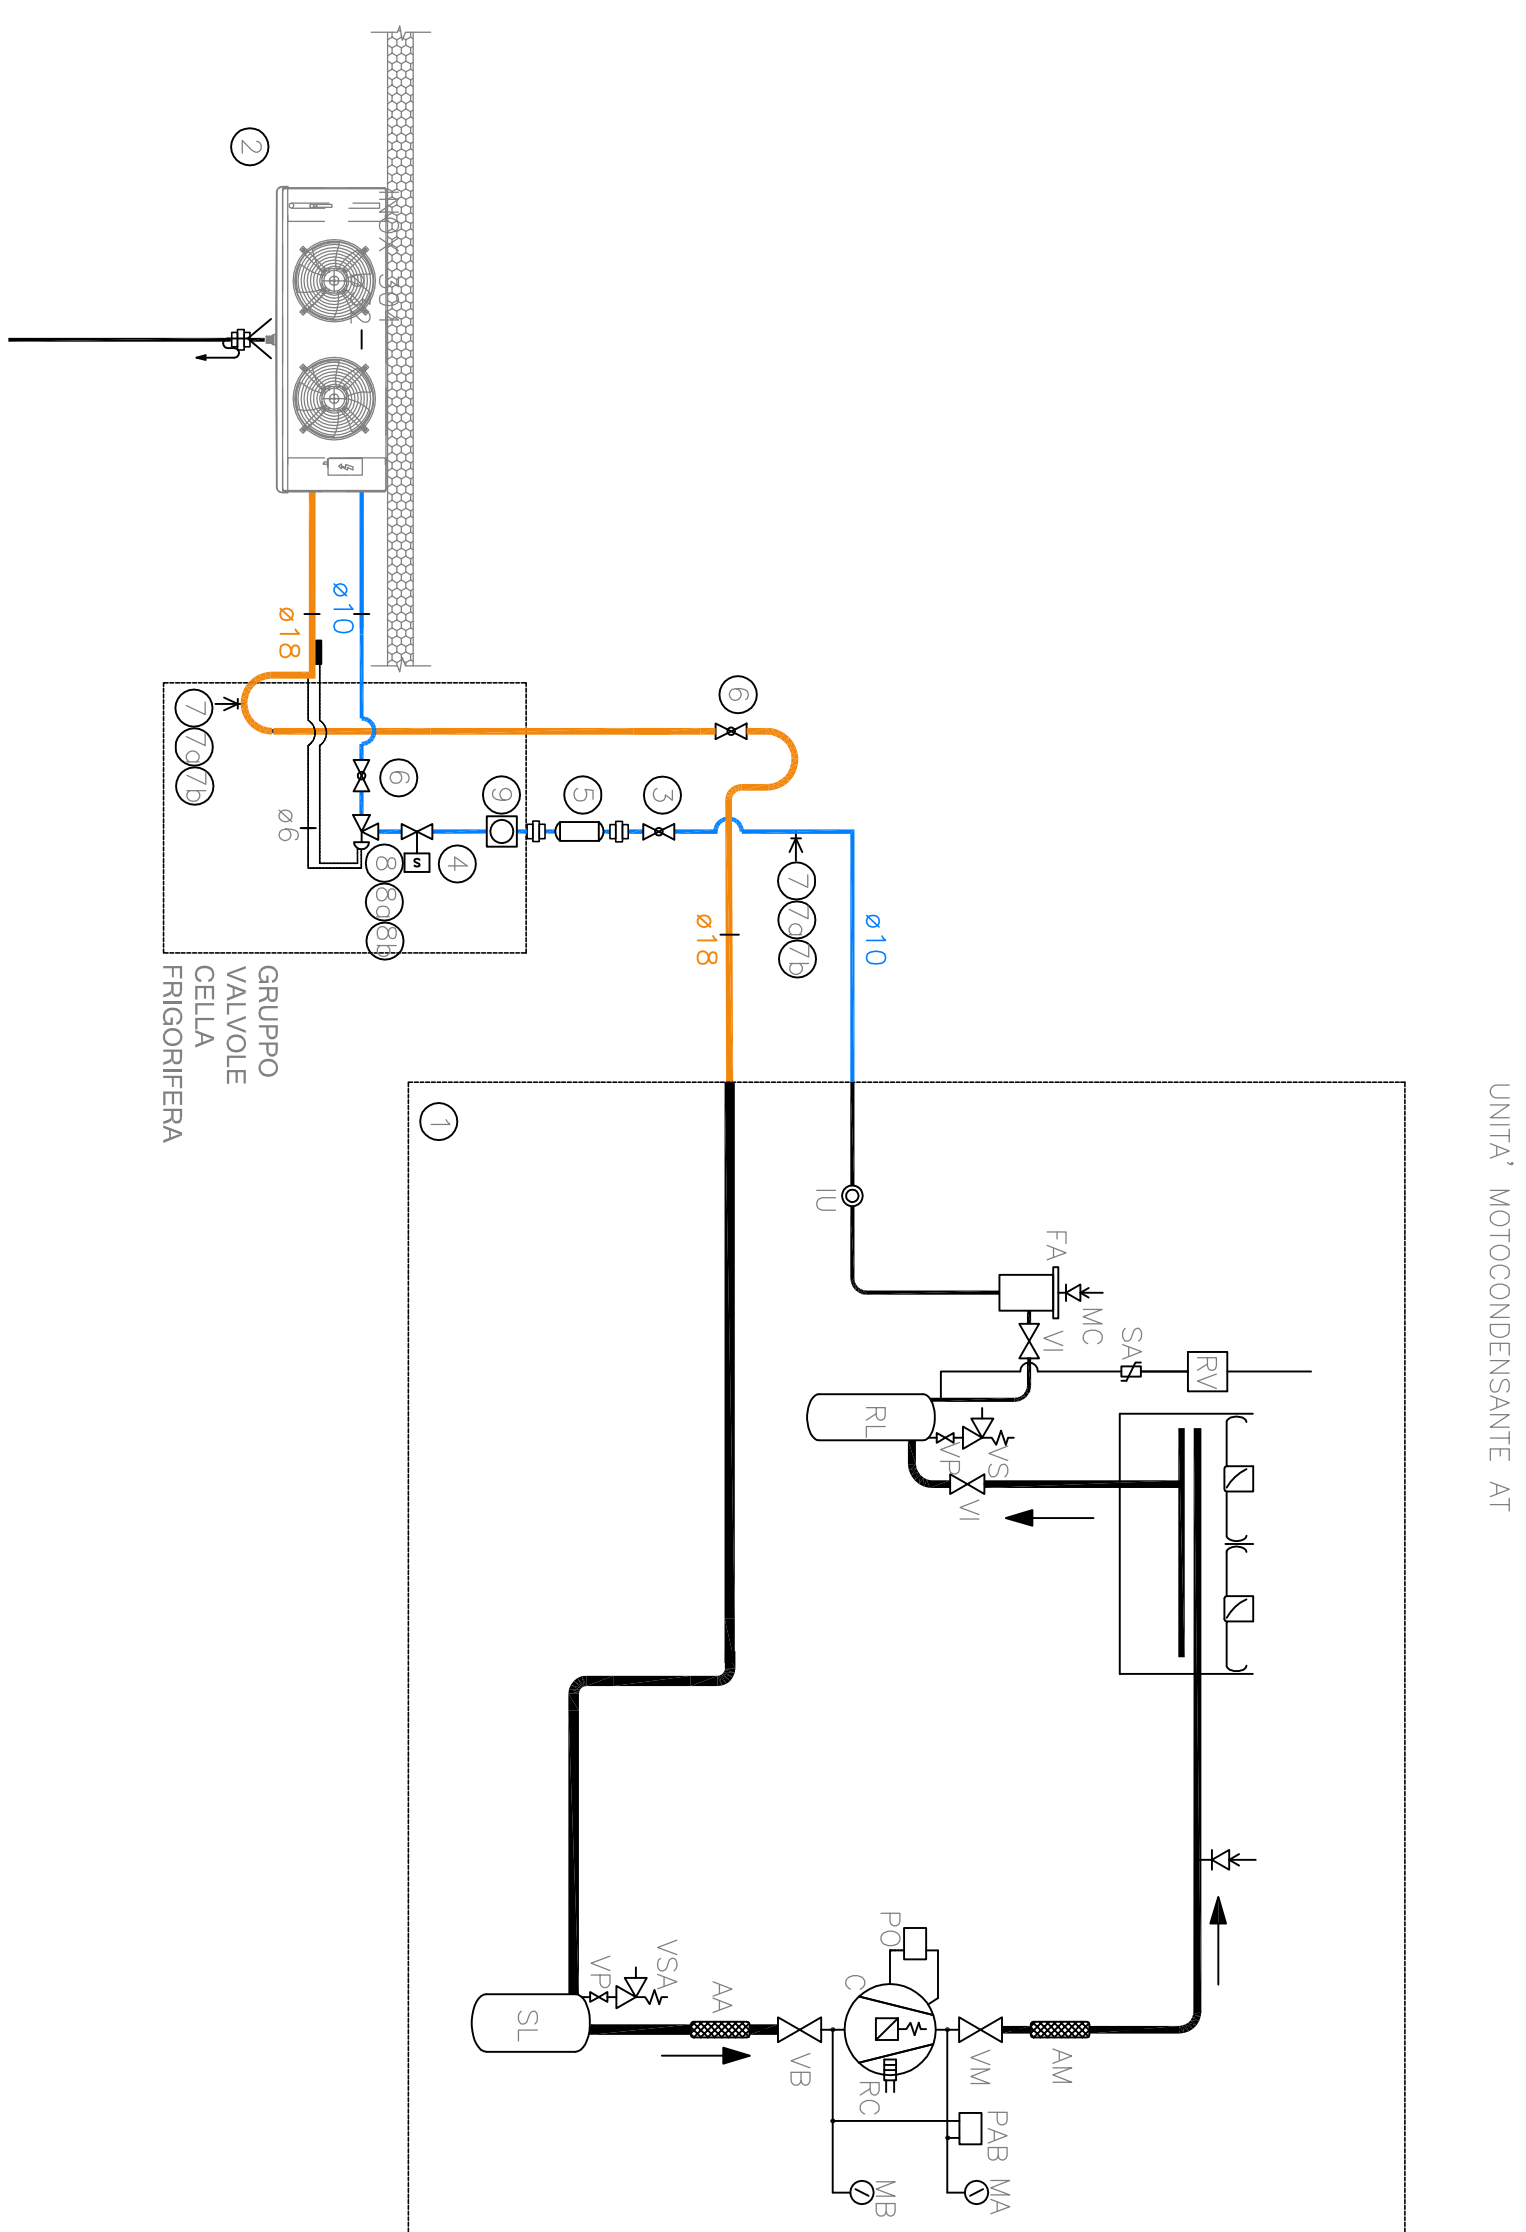 UNITA' MOTOCONDENSANTE AT
2
ø10
ø18
6
6
9
5
3
7
7a
7b
ø6
8
8a
8b
S
4
7
7a
7b
ø10
ø18
GRUPPO
VALVOLE
CELLA
FRIGORIFERA
1
IU
FA
MC
VI
SA
RV
RL
VS
VP
VI
PO
C
VSA
VP
SL
AA
VB
RC
VM
AM
PAB
MB
MA